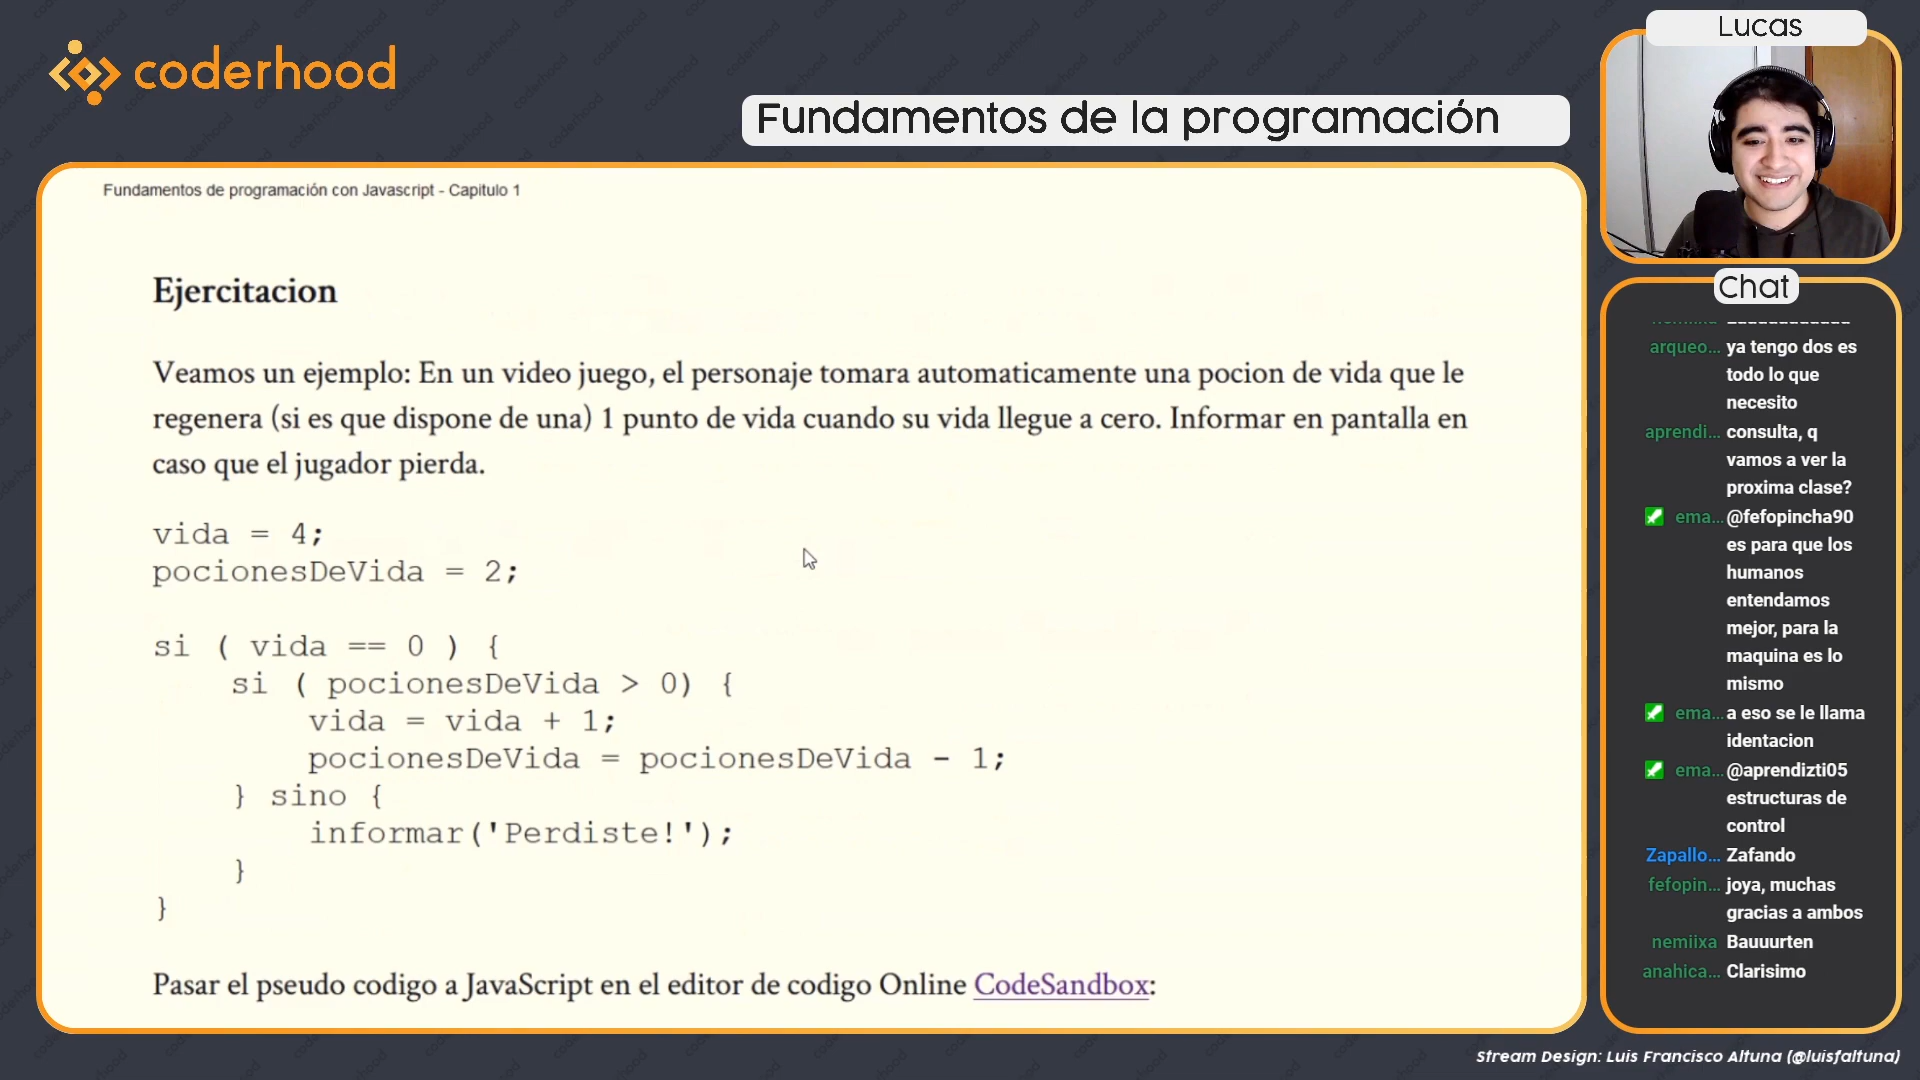 coderhood
Fundamentos de la programación
Lucas
Fundamentos de programación con Javascript - Capitulo 1
Ejercitacion
Veamos un ejemplo: En un video juego, el personaje tomara automaticamente una pocion de vida que le
regenera (si es que dispone de una) 1 punto de vida cuando su vida llegue a cero. Informar en pantalla en
caso que el jugador pierda.
vida = 4;
pocionesDeVida = 2;
si ( vida == 0 ) {
si ( pocionesDeVida > 0) {
vida = vida + 1;
pocionesDeVida = pocionesDeVida - 1;
} sino {
informar('Perdiste!');
}
}
Pasar el pseudo codigo a JavaScript en el editor de codigo Online CodeSandbox:
Chat
arqueo... ya tengo dos es
todo lo que
necesito
aprendi... consulta, q
vamos a ver la
proxima clase?
ema... @fefopincha90
es para que los
humanos
entendamos
mejor, para la
maquina es lo
mismo
ema... a eso se le llama
identacion
ema... @aprendizti05
estructuras de
control
Zapallo... Zafando
fefopin... joya, muchas
gracias a ambos
nemiixa Bauuurten
anahica... Clarisimo
Stream Design: Luis Francisco Altuna (@luisfaltuna)